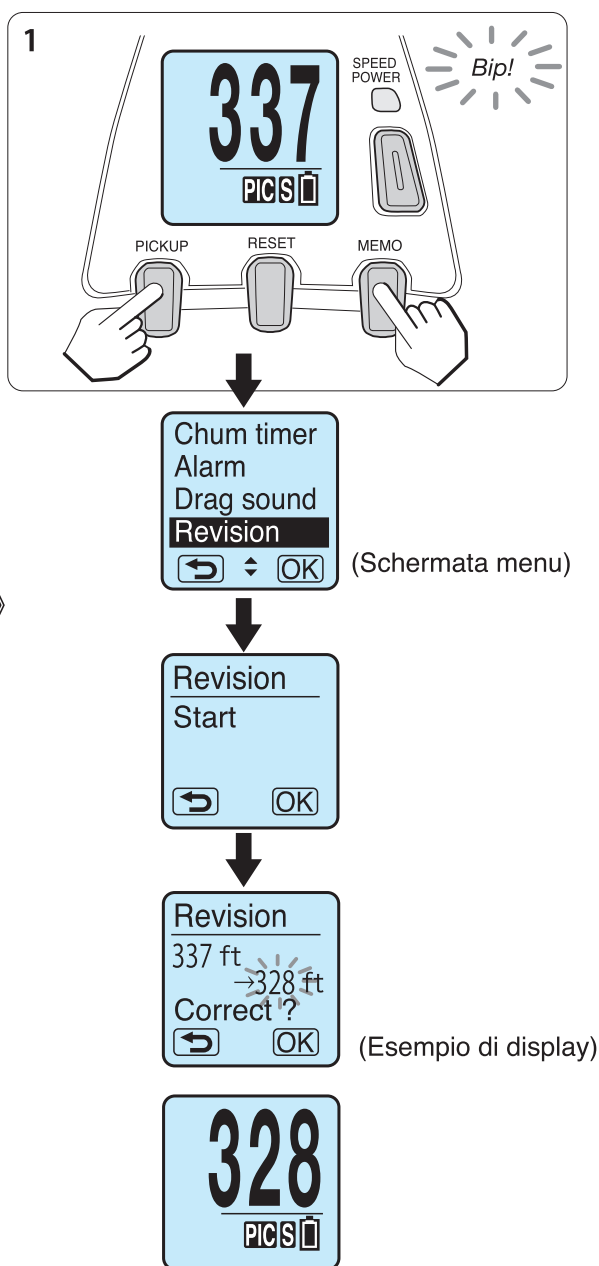 1
337
PIC S
SPEED
POWER
Bip!
PICKUP
RESET
MEMO
Chum timer
Alarm
Drag sound
Revision
OK
(Schermata menu)
Revision
Start
OK
Revision
337 ft
→328 ft
Correct ?
OK
(Esempio di display)
328
PIC S